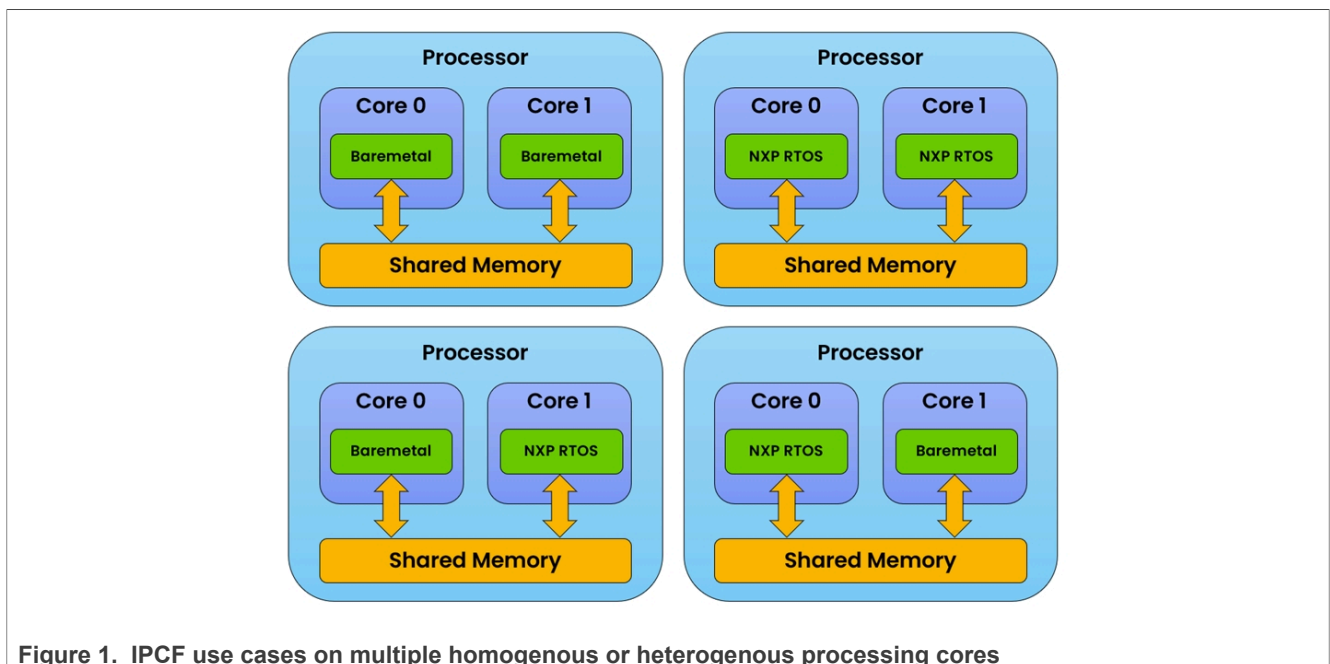 Processor
Processor
Core 0
Core 1
Core 0
Core 1
Baremetal
Baremetal
NXP RTOS
NXP RTOS
Shared Memory
Shared Memory
Processor
Processor
Core 0
Core 1
Core 0
Core 1
Baremetal
NXP RTOS
NXP RTOS
Baremetal
Shared Memory
Shared Memory
Figure 1. IPCF use cases on multiple homogenous or heterogenous processing cores